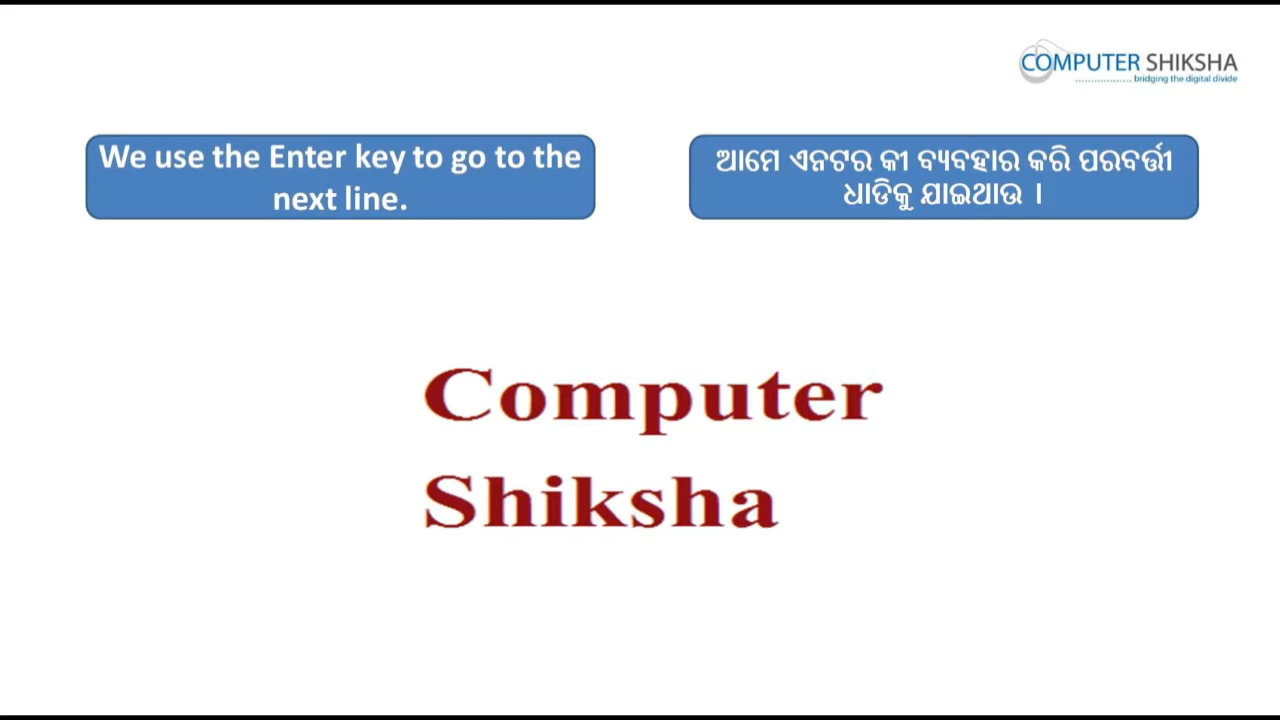 COMPUTER SHIKSHA
bridging the digital divide
We use the Enter key to go to the
next line.
ଆମେ ଏନଟର କୀ ବ୍ୟବହାର କରି ପରବର୍ତ୍ତୀ
ଧାଡିକୁ ଯାଇଥାଉ ।
Computer
Shiksha